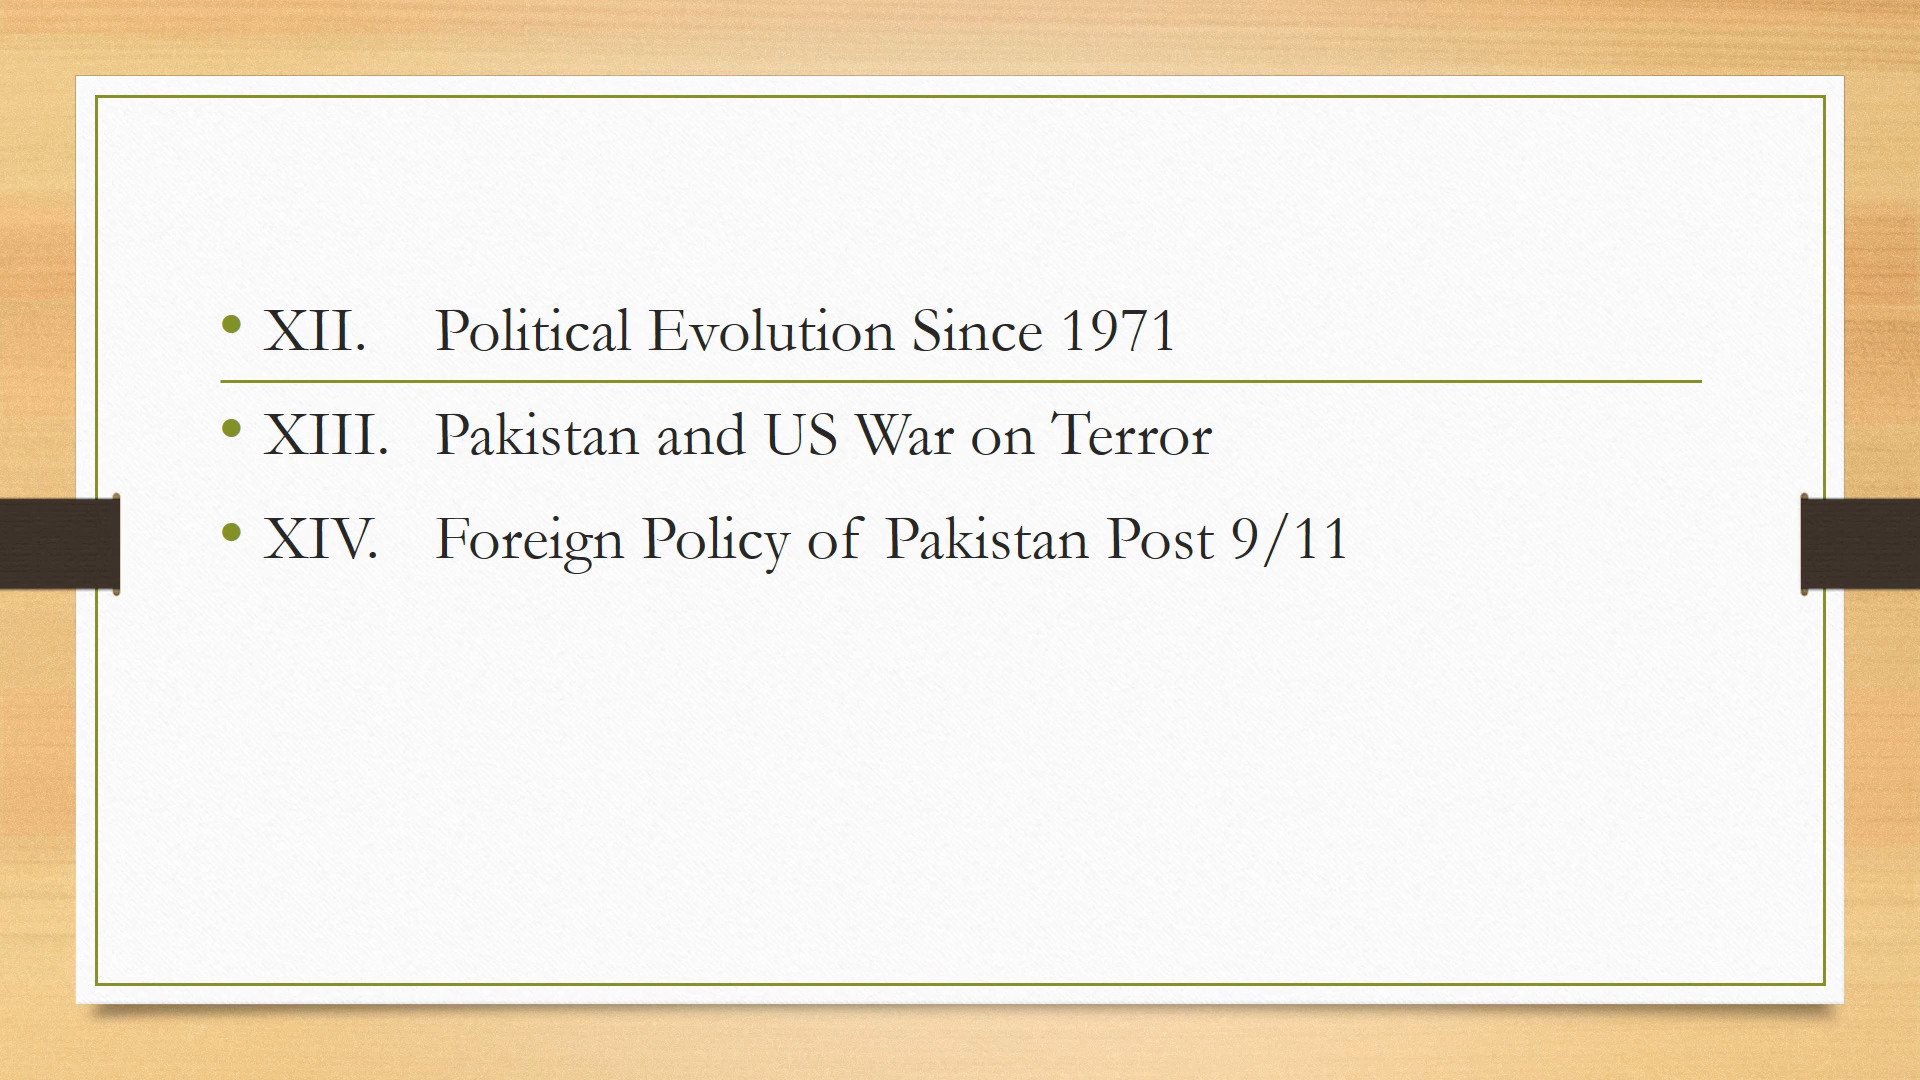 • XII. Political Evolution Since 1971
• XIII. Pakistan and US War on Terror
• XIV. Foreign Policy of Pakistan Post 9/11